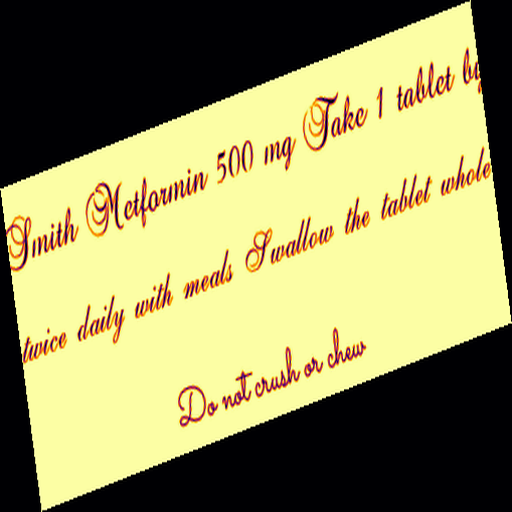 Smith Metformin 500 mg Take 1 tablet by
twice daily with meals Swallow the tablet whole
Do not crush or chew